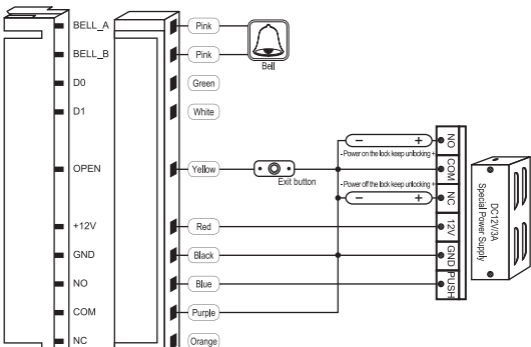 BELL_A
Pink
BELL_B
Pink
Bell
D0
Green
D1
White
NO
− +
-Power on the lock keep unlocking +
OPEN
Yellow
Exit button
COM
-Power off the lock keep unlocking +
− +
NC
DC12V/3A
Special Power Supply
+12V
Red
12V
GND
Black
GND
NO
Blue
PUSH
COM
Purple
NC
Orange